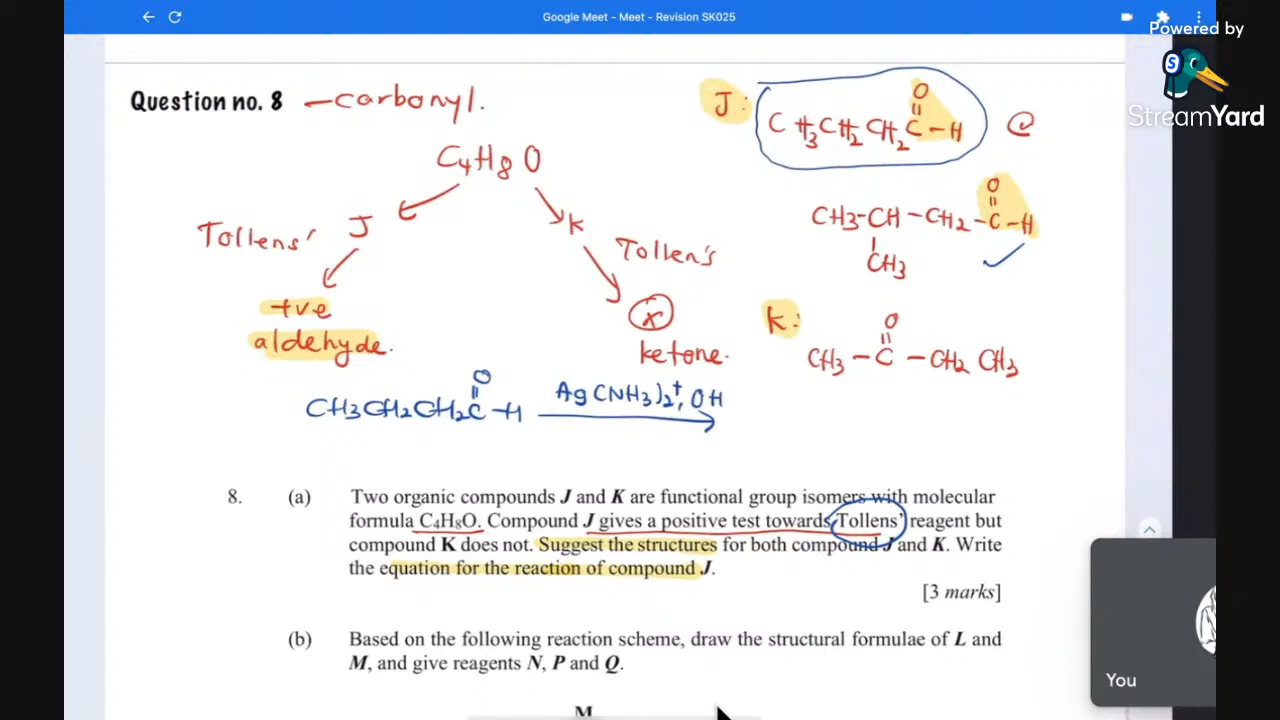 Google Meet - Meet - Revision SK025
Powered by
StreamYard
Question no. 8 – carbonyl.
C4H8O
Tollens' J
K Tollen's
+ve
aldehyde.
x
ketone.
J: CH3CH2CH2C–H @
O
||
CH3–CH–CH2–C–H
O
||
CH3
K:
O
||
CH3–C–CH2CH3
O
||
CH3CH2CH2C–H Ag(NH3)2+, OH
8. (a) Two organic compounds J and K are functional group isomers with molecular
formula C4H8O. Compound J gives a positive test towards Tollens' reagent but
compound K does not. Suggest the structures for both compound J and K. Write
the equation for the reaction of compound J.
[3 marks]
(b) Based on the following reaction scheme, draw the structural formulae of L and
M, and give reagents N, P and Q.
M
You